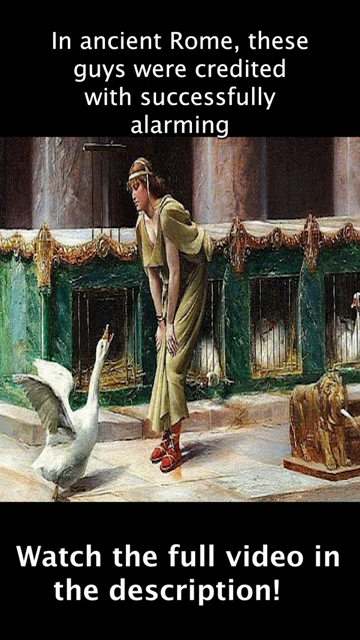 In ancient Rome, these
guys were credited
with successfully
alarming
Watch the full video in
the description!